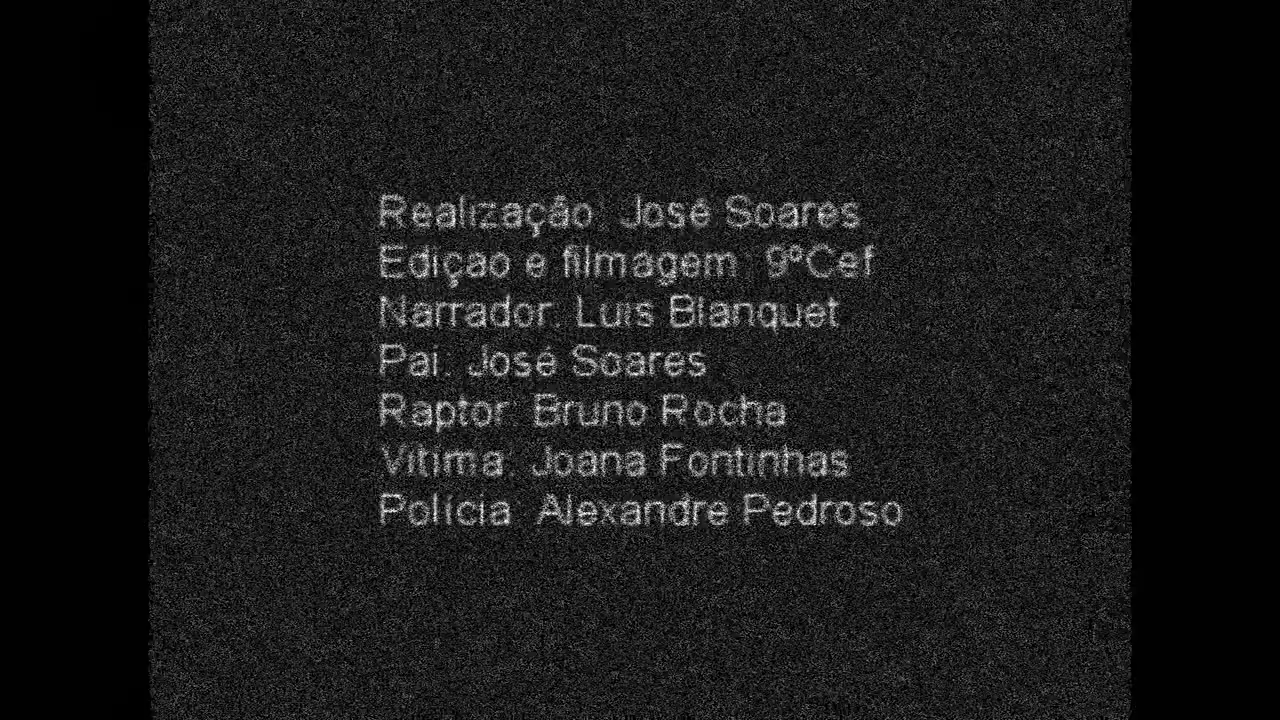 Realização: José Soares
Ediçao e filmagem: 9ºCef
Narrador: Luis Blanquet
Pai: José Soares
Raptor: Bruno Rocha
Vitima: Joana Fontinhas
Polícia: Alexandre Pedroso